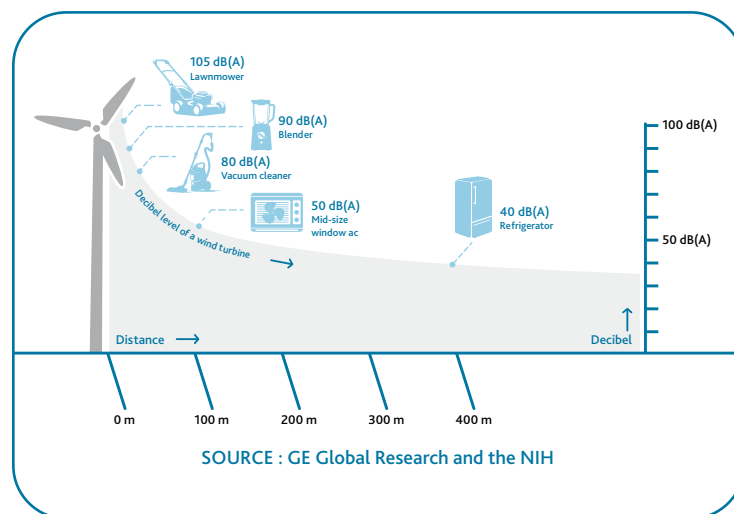 105 dB(A)
Lawnmower
90 dB(A)
Blender
80 dB(A)
Vacuum cleaner
50 dB(A)
Mid-size
window ac
40 dB(A)
Refrigerator
Decibel level of a wind turbine
100 dB(A)
50 dB(A)
Distance
Decibel
0 m
100 m
200 m
300 m
400 m
SOURCE : GE Global Research and the NIH